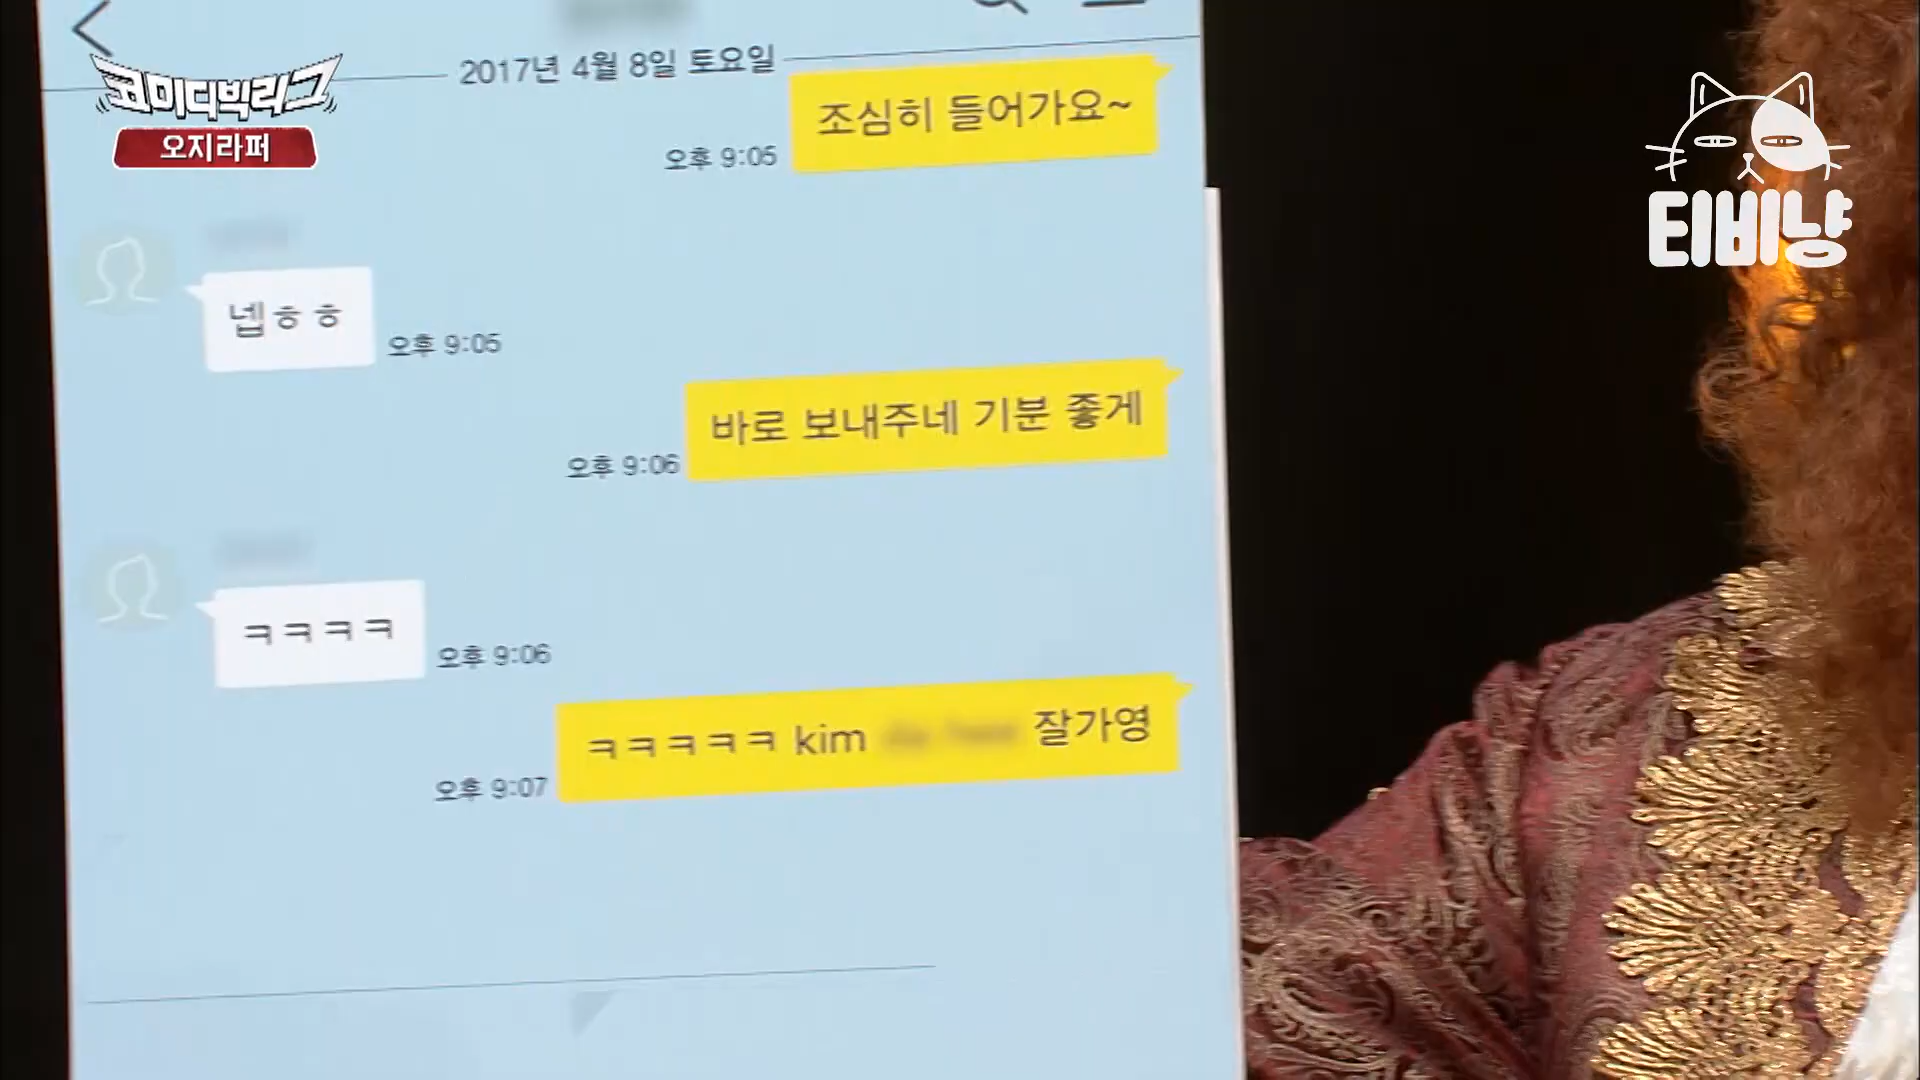 2017년 4월 8일 토요일
코미디빅리그
오지라퍼
티비냥
조심히 들어가요~
오후 9:05
넵ㅎㅎ
오후 9:05
바로 보내주네 기분 좋게
오후 9:06
ㅋㅋㅋㅋ
오후 9:06
ㅋㅋㅋㅋㅋ kim 잘가영
오후 9:07